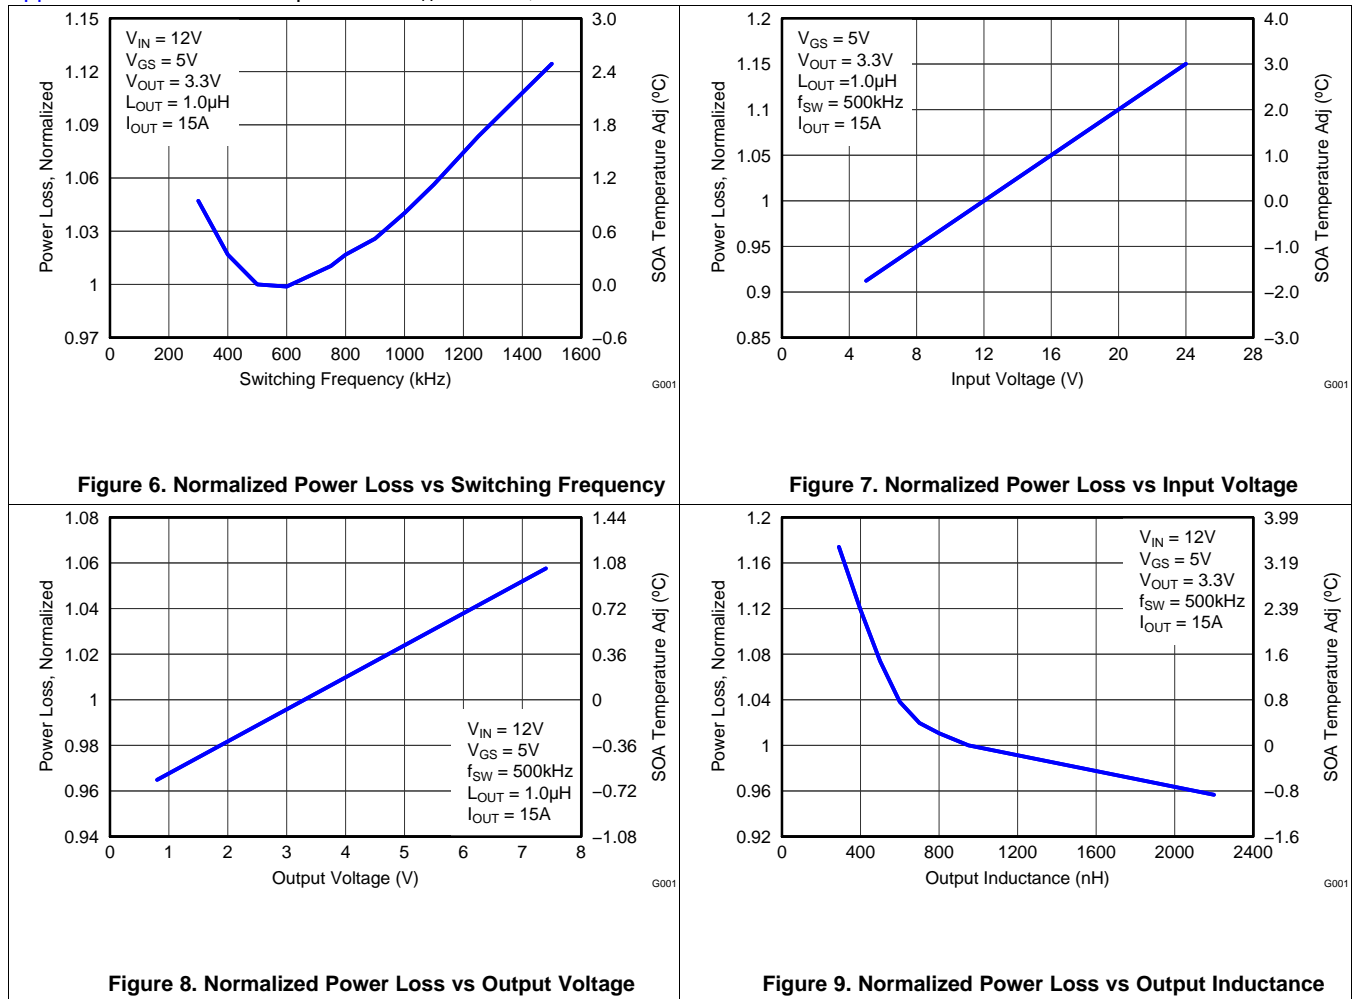 1.15
1.12
1.09
1.06
1.03
1
0.97
Power Loss, Normalized
V_IN = 12V
V_GS = 5V
V_OUT = 3.3V
L_OUT = 1.0µH
I_OUT = 15A
3.0
2.4
1.8
1.2
0.6
0.0
−0.6
SOA Temperature Adj (ºC)
0 200 400 600 800 1000 1200 1400 1600
Switching Frequency (kHz)
G001
Figure 6. Normalized Power Loss vs Switching Frequency
1.2
1.15
1.1
1.05
1
0.95
0.9
0.85
Power Loss, Normalized
V_GS = 5V
V_OUT = 3.3V
L_OUT =1.0µH
f_SW = 500kHz
I_OUT = 15A
4.0
3.0
2.0
1.0
0.0
−1.0
−2.0
−3.0
SOA Temperature Adj (ºC)
0 4 8 12 16 20 24 28
Input Voltage (V)
G001
Figure 7. Normalized Power Loss vs Input Voltage
1.08
1.06
1.04
1.02
1
0.98
0.96
0.94
Power Loss, Normalized
V_IN = 12V
V_GS = 5V
f_SW = 500kHz
L_OUT = 1.0µH
I_OUT = 15A
1.44
1.08
0.72
0.36
0
−0.36
−0.72
−1.08
SOA Temperature Adj (ºC)
0 1 2 3 4 5 6 7 8
Output Voltage (V)
G001
Figure 8. Normalized Power Loss vs Output Voltage
1.2
1.16
1.12
1.08
1.04
1
0.96
0.92
Power Loss, Normalized
V_IN = 12V
V_GS = 5V
V_OUT = 3.3V
f_SW = 500kHz
I_OUT = 15A
3.99
3.19
2.39
1.6
0.8
0
−0.8
−1.6
SOA Temperature Adj (ºC)
0 400 800 1200 1600 2000 2400
Output Inductance (nH)
G001
Figure 9. Normalized Power Loss vs Output Inductance